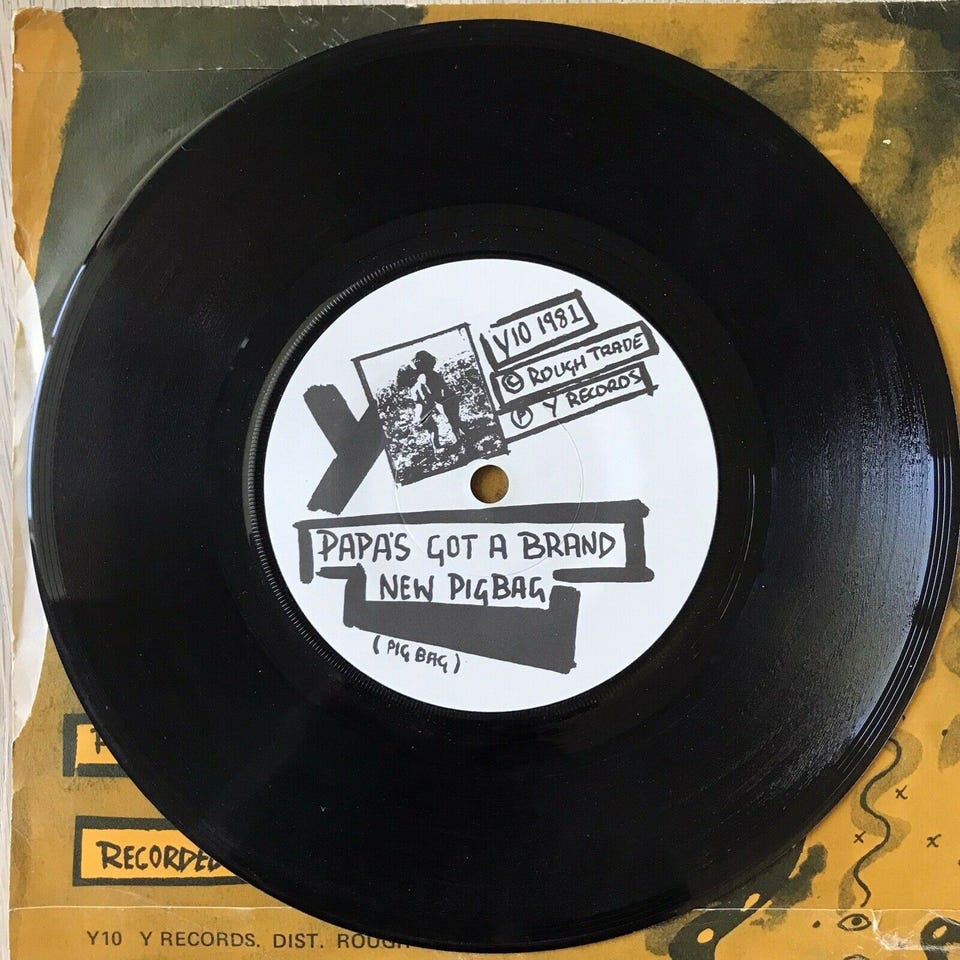 Y10 1981
© ROUGH TRADE
℗ Y RECORDS
PAPA'S GOT A BRAND
NEW PIGBAG
(PIG BAG)
RECORDED
Y10 Y RECORDS. DIST. ROUGH